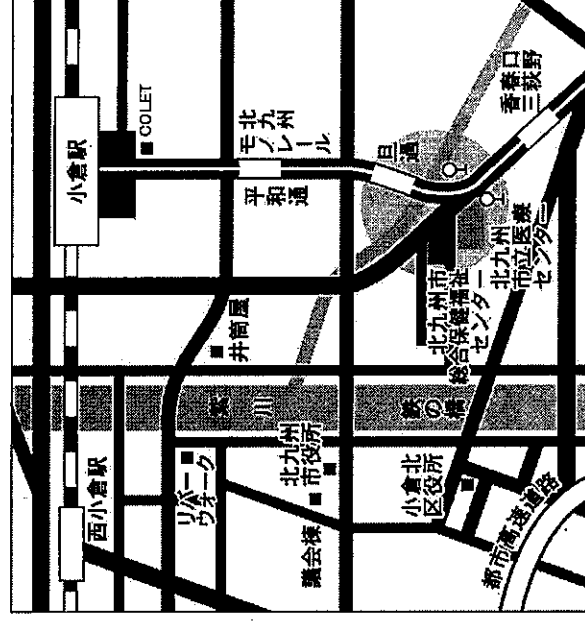 小倉駅
COLET
北九州
モノレール
平和
通
旦過
香春口
三萩野
北九州
市立医療
センター
北九州市
総合保健福祉
センター
井筒屋
紫
川
鉄の橋
西小倉駅
リバー
ウォーク
北九州
市役所
議会棟
小倉北
区役所
都市高速道路